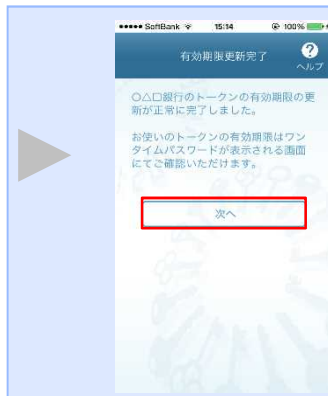 ●●●●● SoftBank 15:14 100%
有効期限更新完了
?
ヘルプ
○△□銀行のトークンの有効期限の更
新が正常に完了しました。
お使いのトークンの有効期限はワン
タイムパスワードが表示される画面
にてご確認いただけます。
次へ